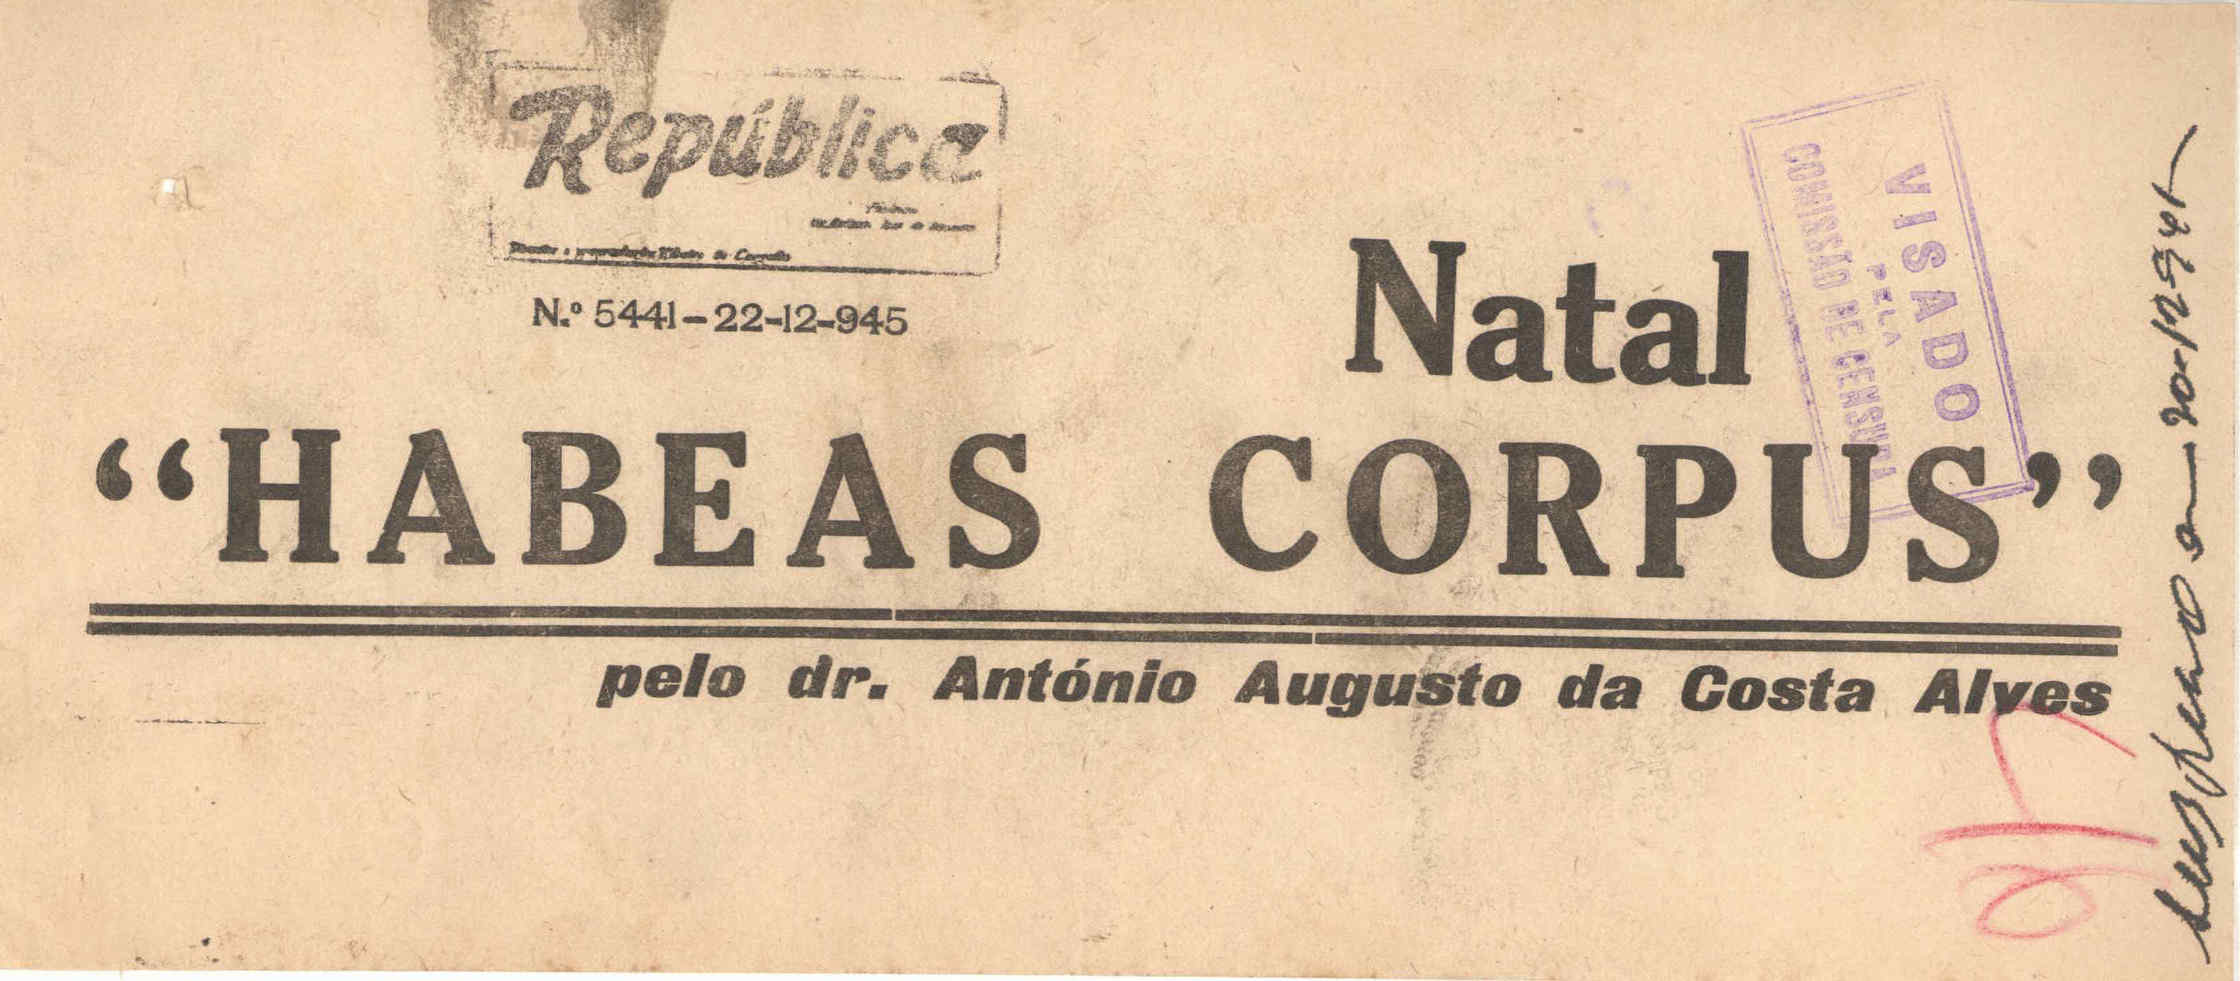 República
N.º 5441-22-12-945
Natal
“HABEAS CORPUS”
pelo dr. António Augusto da Costa Alves
VISADO
PELA
COMISSÃO DE CENSURA